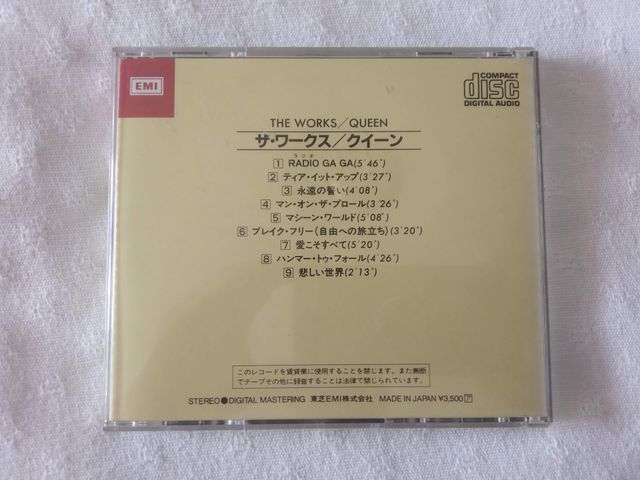 EMI
COMPACT
disc
DIGITAL AUDIO
THE WORKS/QUEEN
ザ・ワークス/クイーン
ラジオ
1 RADIO GA GA(5'46")
2 ティア・イット・アップ(3'27")
3 永遠の誓い(4'08")
4 マン・オン・ザ・プロール(3'26")
5 マシーン・ワールド(5'08")
6 ブレイク・フリー(自由への旅立ち)(3'20")
7 愛こそすべて(5'20")
8 ハンマー・トゥ・フォール(4'26")
9 悲しい世界(2'13")
このレコードを賃貸業に使用することを禁じます。また無断
でテープその他に録音することは法律で禁じられています。
STEREO●DIGITAL MASTERING 東芝EMI株式会社 MADE IN JAPAN ¥3,500 ア